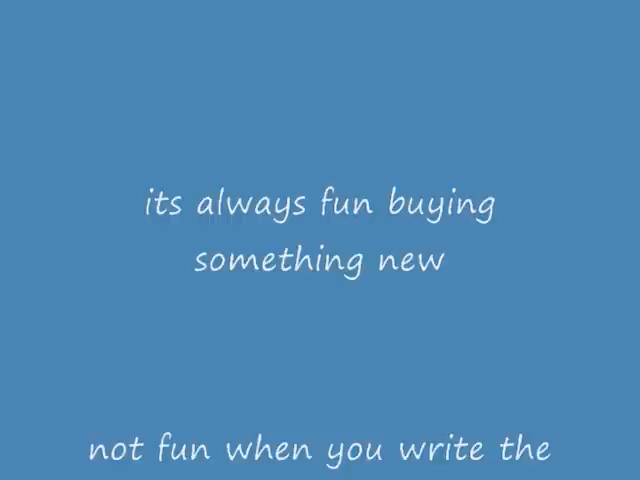 its always fun buying
something new
not fun when you write the